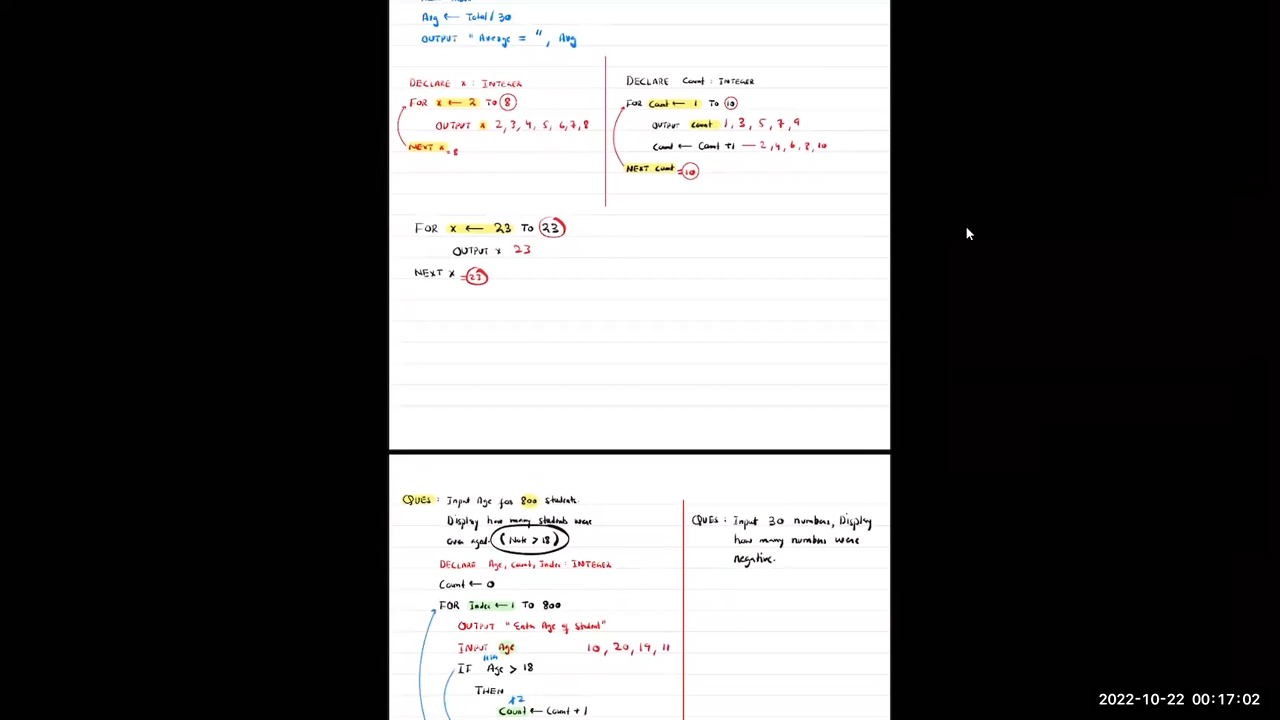 Avg ← Total / 30
OUTPUT "Average = ", Avg
DECLARE x : INTEGER
FOR x ← 2 TO 8
OUTPUT x 2, 3, 4, 5, 6, 7, 8
NEXT x = 8
DECLARE Count : INTEGER
FOR Count ← 1 TO 10
OUTPUT Count 1, 3, 5, 7, 9
Count ← Count + 1 — 2, 4, 6, 8, 10
NEXT Count = 10
FOR x ← 23 TO 23
OUTPUT x 23
NEXT x = 23
QUES : Input Age for 800 students.
Display how many students were
over aged. (Note > 18)
DECLARE Age, Count, Index : INTEGER
Count ← 0
FOR Index ← 1 TO 800
OUTPUT "Enter Age of Student"
INPUT Age 10, 20, 19, 11
IF Age > 18
THEN
Count ← Count + 1
QUES : Input 30 numbers, Display
how many numbers were
negative.
2022-10-22 00:17:02